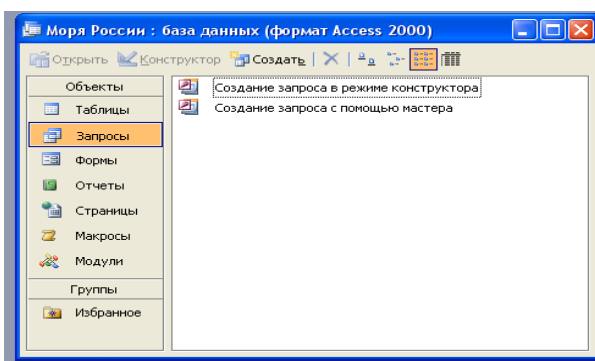 Моря России : база данных (формат Access 2000)
Открыть Конструктор Создать
Объекты
Таблицы
Запросы
Формы
Отчеты
Страницы
Макросы
Модули
Группы
Избранное
Создание запроса в режиме конструктора
Создание запроса с помощью мастера